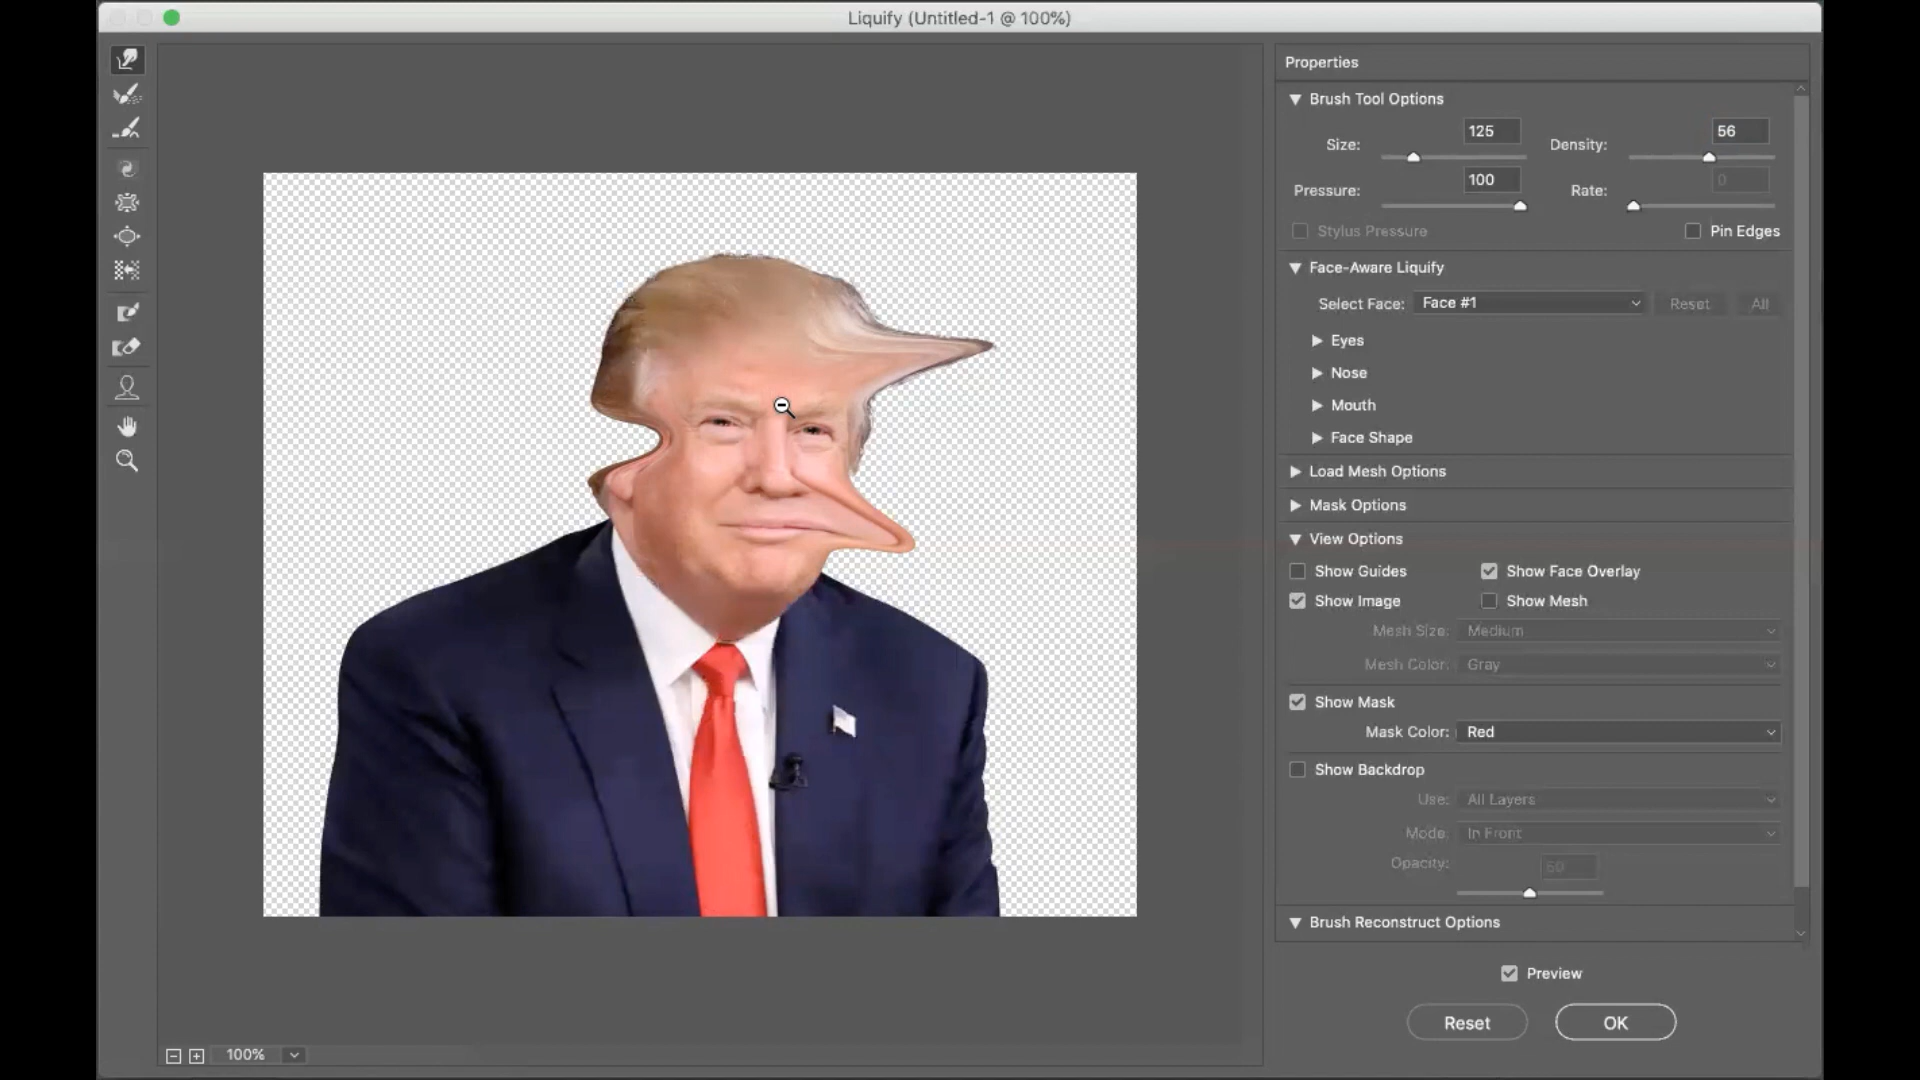 Liquify (Untitled-1 @ 100%)
Properties
Brush Tool Options
Size: 125 Density: 56
Pressure: 100 Rate: 0
Stylus Pressure Pin Edges
Face-Aware Liquify
Select Face: Face #1 Reset All
Eyes
Nose
Mouth
Face Shape
Load Mesh Options
Mask Options
View Options
Show Guides Show Face Overlay
Show Image Show Mesh
Mesh Size: Medium
Mesh Color: Gray
Show Mask
Mask Color: Red
Show Backdrop
Use: All Layers
Mode: In Front
Opacity: 50
Brush Reconstruct Options
Preview
Reset OK
100%